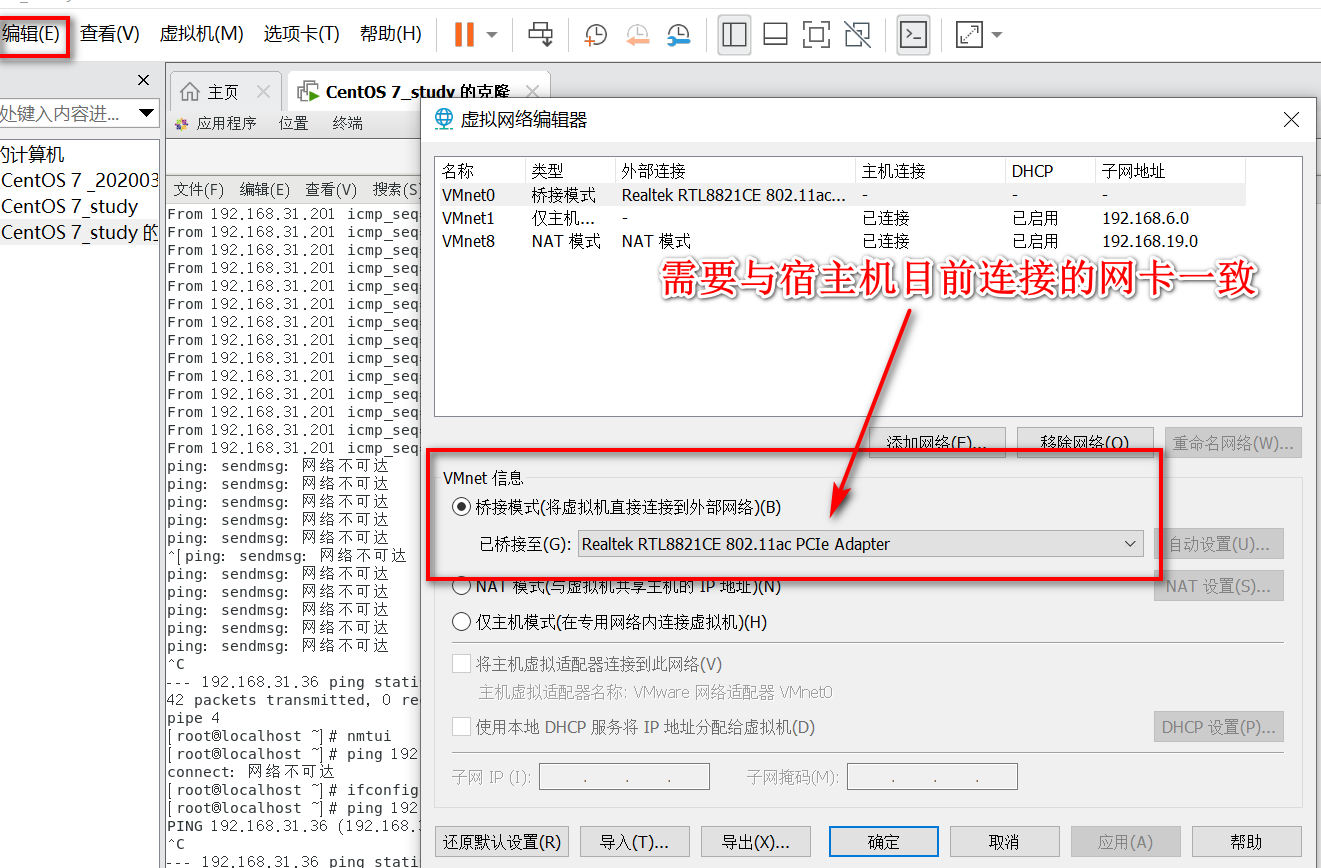 编辑(E) 查看(V) 虚拟机(M) 选项卡(T) 帮助(H)
处键入内容进...
的计算机
CentOS 7 _202003
CentOS 7_study
CentOS 7_study 的
主页 CentOS 7_study 的克隆
应用程序 位置 终端
文件(F) 编辑(E) 查看(V) 搜索(S)
From 192.168.31.201 icmp_seq=
From 192.168.31.201 icmp_seq=
From 192.168.31.201 icmp_seq=
From 192.168.31.201 icmp_seq=
From 192.168.31.201 icmp_seq=
From 192.168.31.201 icmp_seq=
From 192.168.31.201 icmp_seq=
From 192.168.31.201 icmp_seq=
From 192.168.31.201 icmp_seq=
From 192.168.31.201 icmp_seq=
From 192.168.31.201 icmp_seq=
From 192.168.31.201 icmp_seq=
From 192.168.31.201 icmp_seq=
From 192.168.31.201 icmp_seq=
ping: sendmsg: 网络不可达
ping: sendmsg: 网络不可达
ping: sendmsg: 网络不可达
ping: sendmsg: 网络不可达
ping: sendmsg: 网络不可达
^[ping: sendmsg: 网络不可达
ping: sendmsg: 网络不可达
ping: sendmsg: 网络不可达
ping: sendmsg: 网络不可达
ping: sendmsg: 网络不可达
ping: sendmsg: 网络不可达
^C
--- 192.168.31.36 ping stati
42 packets transmitted, 0 re
pipe 4
[root@localhost ~]# nmtui
[root@localhost ~]# ping 192
connect: 网络不可达
[root@localhost ~]# ifconfig
[root@localhost ~]# ping 192
PING 192.168.31.36 (192.168.
^C
--- 192.168.31.36 ping stati
虚拟网络编辑器
名称 类型 外部连接 主机连接 DHCP 子网地址
VMnet0 桥接模式 Realtek RTL8821CE 802.11ac... - - -
VMnet1 仅主机... - 已连接 已启用 192.168.6.0
VMnet8 NAT 模式 NAT 模式 已连接 已启用 192.168.19.0
需要与宿主机目前连接的网卡一致
添加网络(E)... 移除网络(O) 重命名网络(W)...
VMnet 信息
桥接模式(将虚拟机直接连接到外部网络)(B)
已桥接至(G): Realtek RTL8821CE 802.11ac PCIe Adapter 自动设置(U)...
NAT 模式(与虚拟机共享主机的 IP 地址)(N) NAT 设置(S)...
仅主机模式(在专用网络内连接虚拟机)(H)
将主机虚拟适配器连接到此网络(V)
主机虚拟适配器名称: VMware 网络适配器 VMnet0
使用本地 DHCP 服务将 IP 地址分配给虚拟机(D) DHCP 设置(P)...
子网 IP (I): . . . 子网掩码(M): . . .
还原默认设置(R) 导入(T)... 导出(X)... 确定 取消 应用(A) 帮助